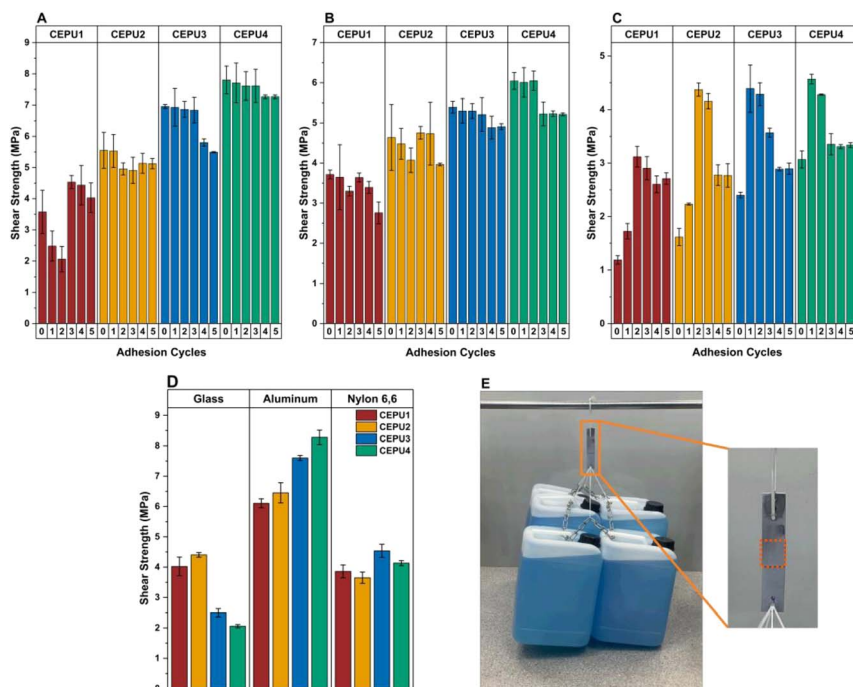 A
CEPU1 CEPU2 CEPU3 CEPU4
9
8
7
6
5
4
3
2
1
0
Shear Strength (MPa)
0 1 2 3 4 5 0 1 2 3 4 5 0 1 2 3 4 5 0 1 2 3 4 5
Adhesion Cycles
B
CEPU1 CEPU2 CEPU3 CEPU4
7
6
5
4
3
2
1
0
Shear Strength (MPa)
0 1 2 3 4 5 0 1 2 3 4 5 0 1 2 3 4 5 0 1 2 3 4 5
Adhesion Cycles
C
CEPU1 CEPU2 CEPU3 CEPU4
5
4
3
2
1
0
Shear Strength (MPa)
0 1 2 3 4 5 0 1 2 3 4 5 0 1 2 3 4 5 0 1 2 3 4 5
Adhesion Cycles
D
Glass Aluminum Nylon 6,6
CEPU1
CEPU2
CEPU3
CEPU4
9
8
7
6
5
4
3
2
1
Shear Strength (MPa)
E